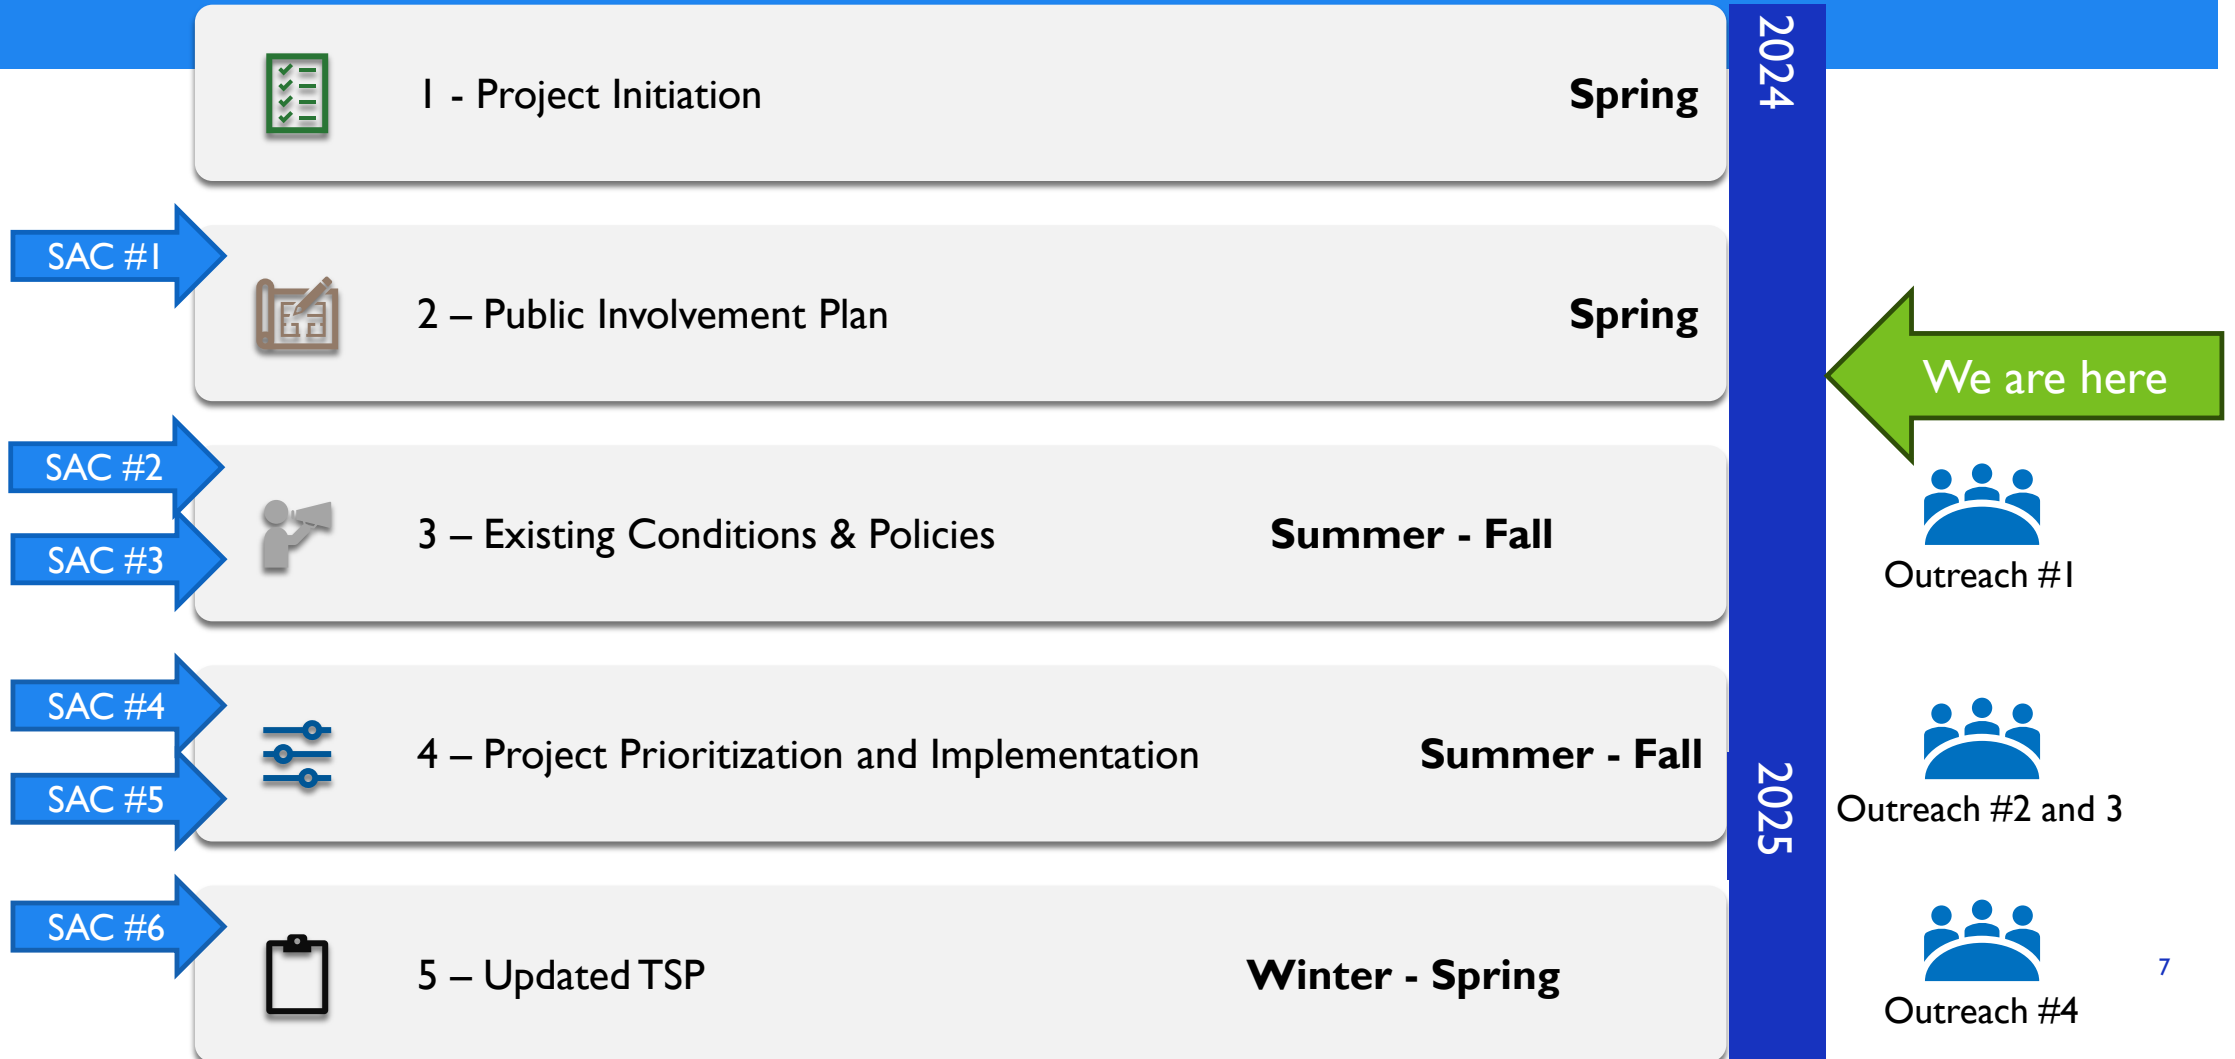 1 - Project Initiation
Spring
2024
SAC #1
2 – Public Involvement Plan
Spring
We are here
SAC #2
SAC #3
3 – Existing Conditions & Policies
Summer - Fall
Outreach #1
SAC #4
SAC #5
4 – Project Prioritization and Implementation
Summer - Fall
2025
Outreach #2 and 3
SAC #6
5 – Updated TSP
Winter - Spring
Outreach #4
7